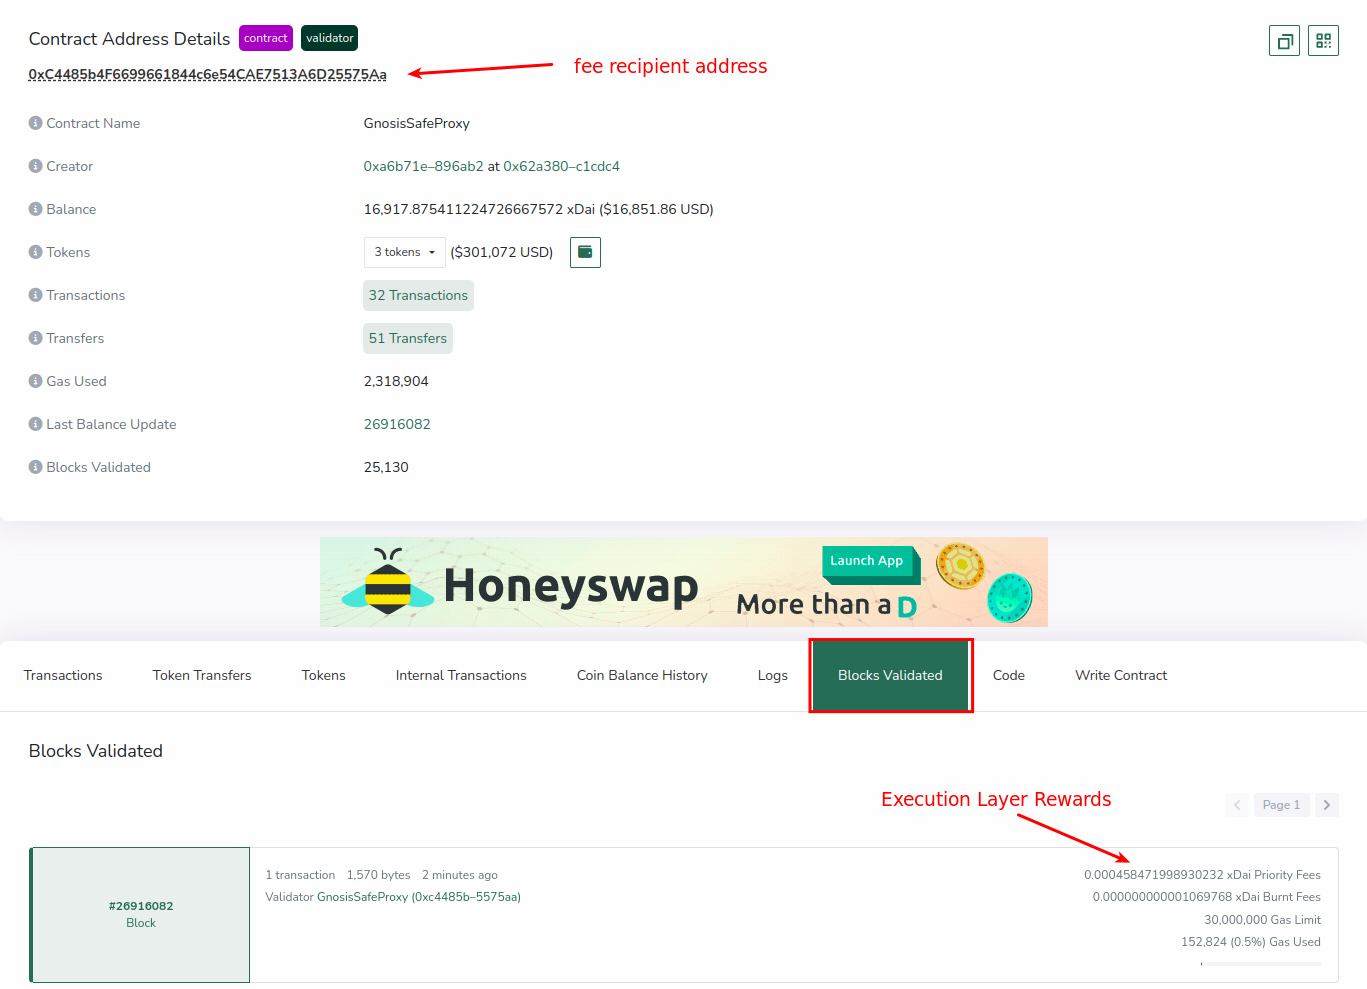 Contract Address Details contract validator
0xC4485b4F6699661844c6e54CAE7513A6D25575Aa
fee recipient address
Contract Name GnosisSafeProxy
Creator 0xa6b71e–896ab2 at 0x62a380–c1cdc4
Balance 16,917.875411224726667572 xDai ($16,851.86 USD)
Tokens 3 tokens ($301,072 USD)
Transactions 32 Transactions
Transfers 51 Transfers
Gas Used 2,318,904
Last Balance Update 26916082
Blocks Validated 25,130
Honeyswap
Launch App
More than a D
Transactions Token Transfers Tokens Internal Transactions Coin Balance History Logs Blocks Validated Code Write Contract
Blocks Validated
Execution Layer Rewards
Page 1
#26916082
Block
1 transaction 1,570 bytes 2 minutes ago
Validator GnosisSafeProxy (0xc4485b–5575aa)
0.000458471998930232 xDai Priority Fees
0.000000000001069768 xDai Burnt Fees
30,000,000 Gas Limit
152,824 (0.5%) Gas Used